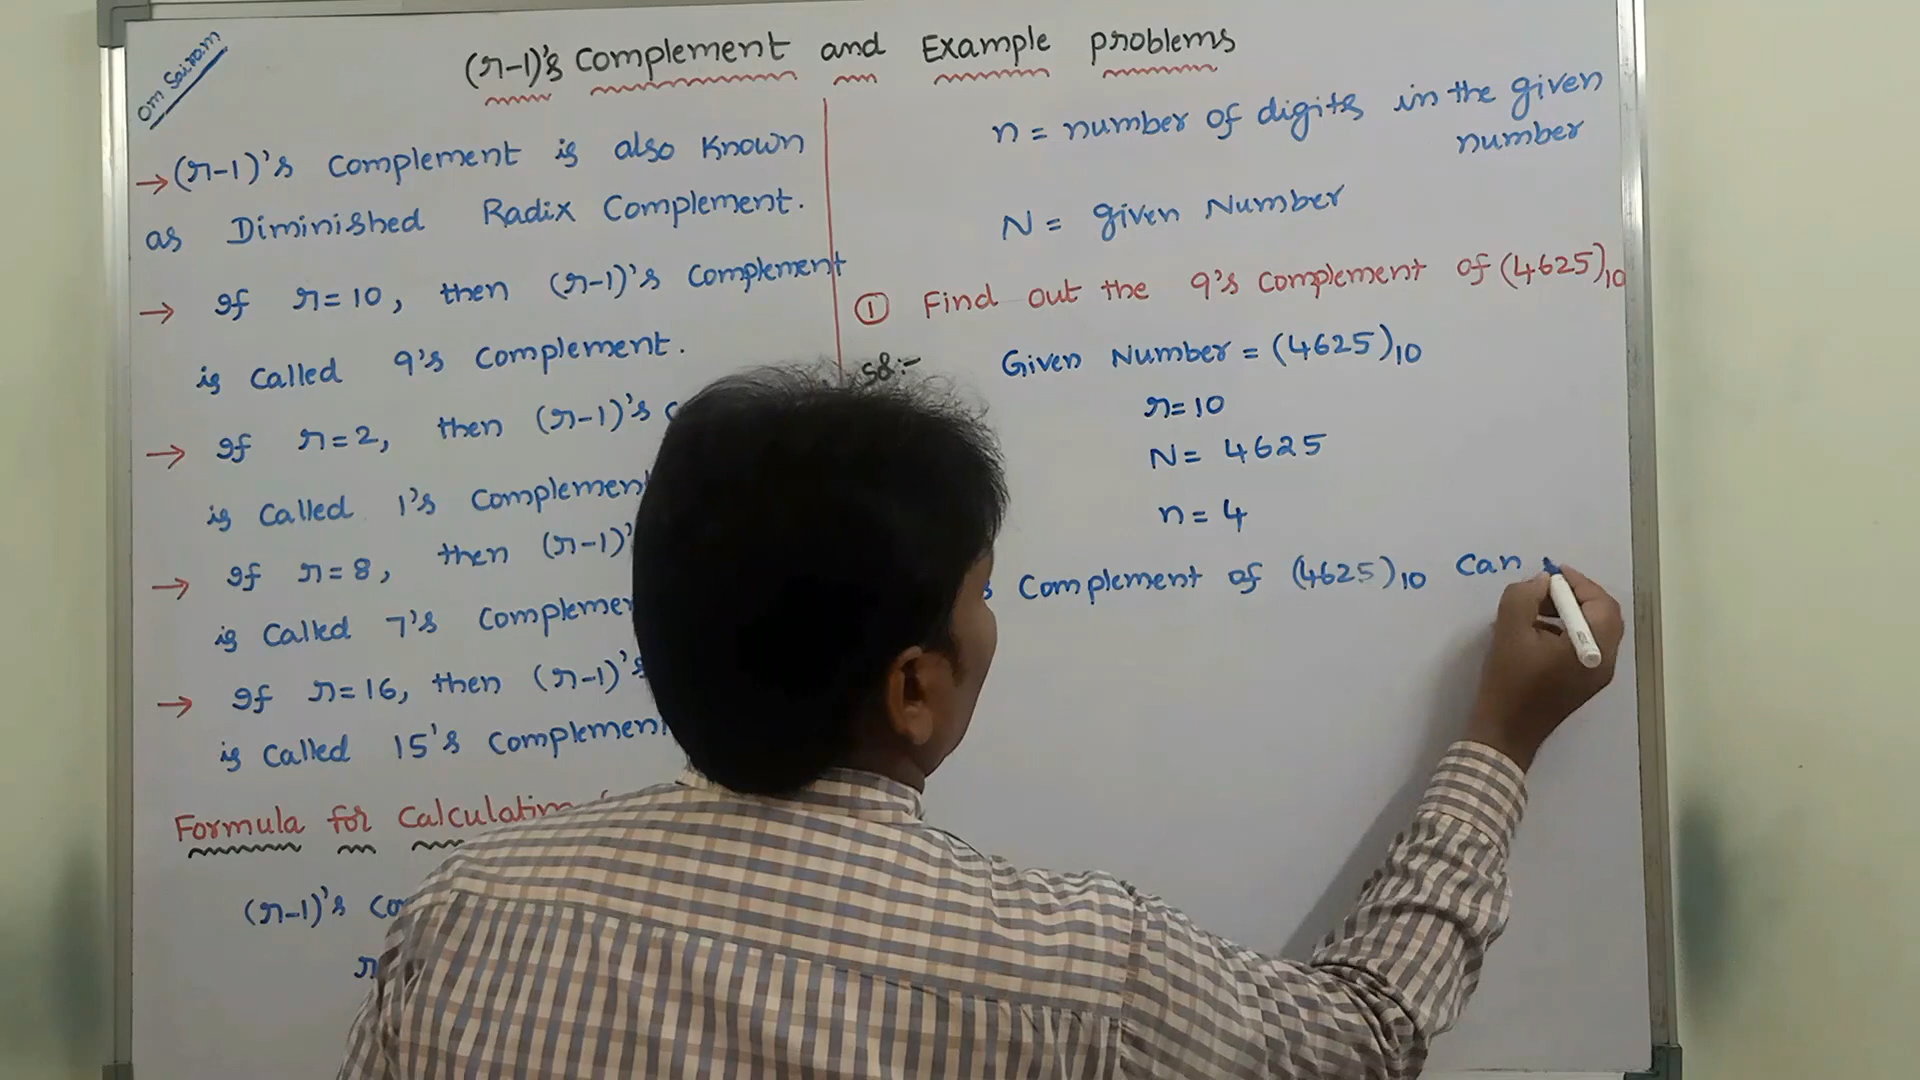 Om Sairam
(r-1)'s Complement and Example problems
→ (r-1)'s Complement is also Known
as Diminished Radix Complement.
→ If r=10, then (r-1)'s Complement
is Called 9's Complement.
→ If r=2, then (r-1)'s
is Called 1's Complement
→ If r=8, then (r-1)'
is Called 7's Complemen
→ If r=16, then (r-1)'s
is Called 15's Complement
Formula for Calculatin
(r-1)'s Co
r
n = number of digits in the given
number
N = given Number
① Find out the 9's Complement of (4625)10
Sol:-
Given Number = (4625)10
r=10
N= 4625
n= 4
s Complement of (4625)10 Can